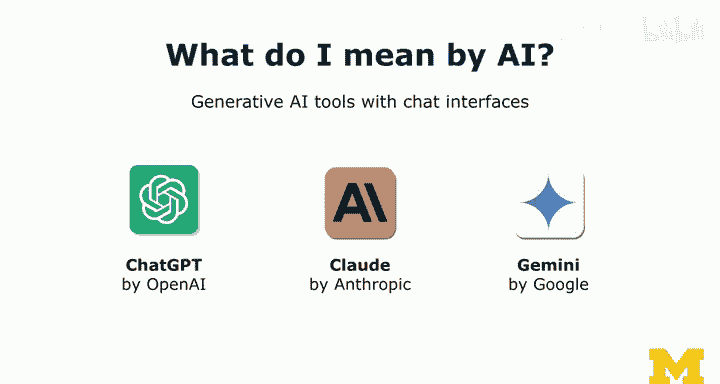 What do I mean by AI?
Generative AI tools with chat interfaces
AI
ChatGPT
by OpenAI
Claude
by Anthropic
Gemini
by Google
M